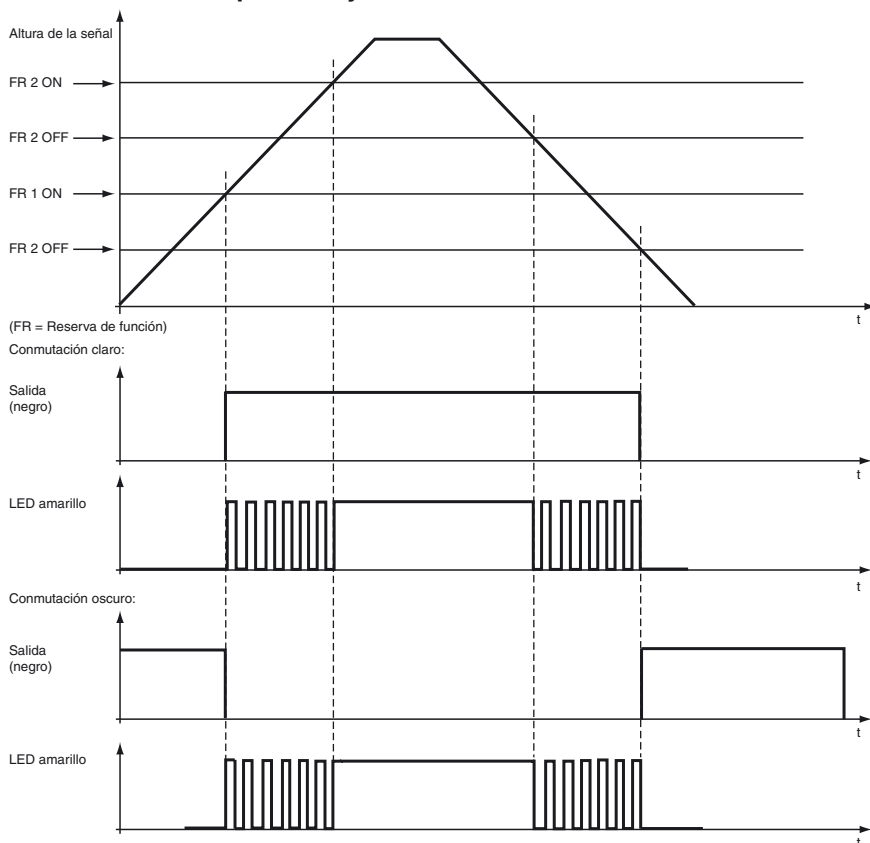 Altura de la señal
FR 2 ON
FR 2 OFF
FR 1 ON
FR 2 OFF
t
(FR = Reserva de función)
Conmutación claro:
Salida
(negro)
t
LED amarillo
t
Conmutación oscuro:
Salida
(negro)
t
LED amarillo
t